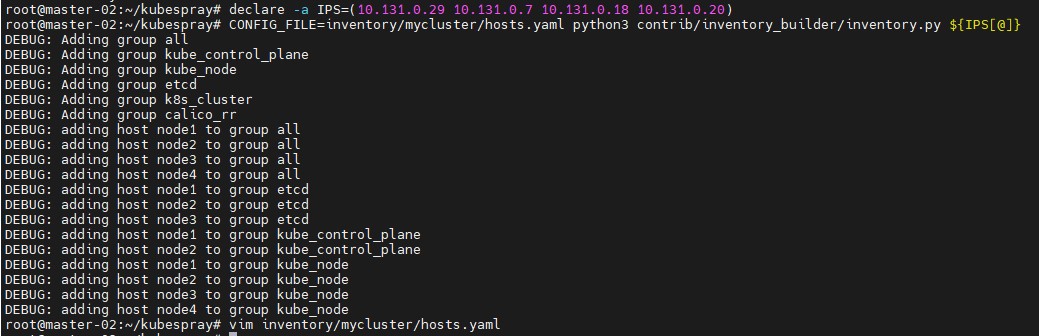 root@master-02:~/kubespray# declare -a IPS=(10.131.0.29 10.131.0.7 10.131.0.18 10.131.0.20)
root@master-02:~/kubespray# CONFIG_FILE=inventory/mycluster/hosts.yaml python3 contrib/inventory_builder/inventory.py ${IPS[@]}
DEBUG: Adding group all
DEBUG: Adding group kube_control_plane
DEBUG: Adding group kube_node
DEBUG: Adding group etcd
DEBUG: Adding group k8s_cluster
DEBUG: Adding group calico_rr
DEBUG: adding host node1 to group all
DEBUG: adding host node2 to group all
DEBUG: adding host node3 to group all
DEBUG: adding host node4 to group all
DEBUG: adding host node1 to group etcd
DEBUG: adding host node2 to group etcd
DEBUG: adding host node3 to group etcd
DEBUG: adding host node1 to group kube_control_plane
DEBUG: adding host node2 to group kube_control_plane
DEBUG: adding host node1 to group kube_node
DEBUG: adding host node2 to group kube_node
DEBUG: adding host node3 to group kube_node
DEBUG: adding host node4 to group kube_node
root@master-02:~/kubespray# vim inventory/mycluster/hosts.yaml